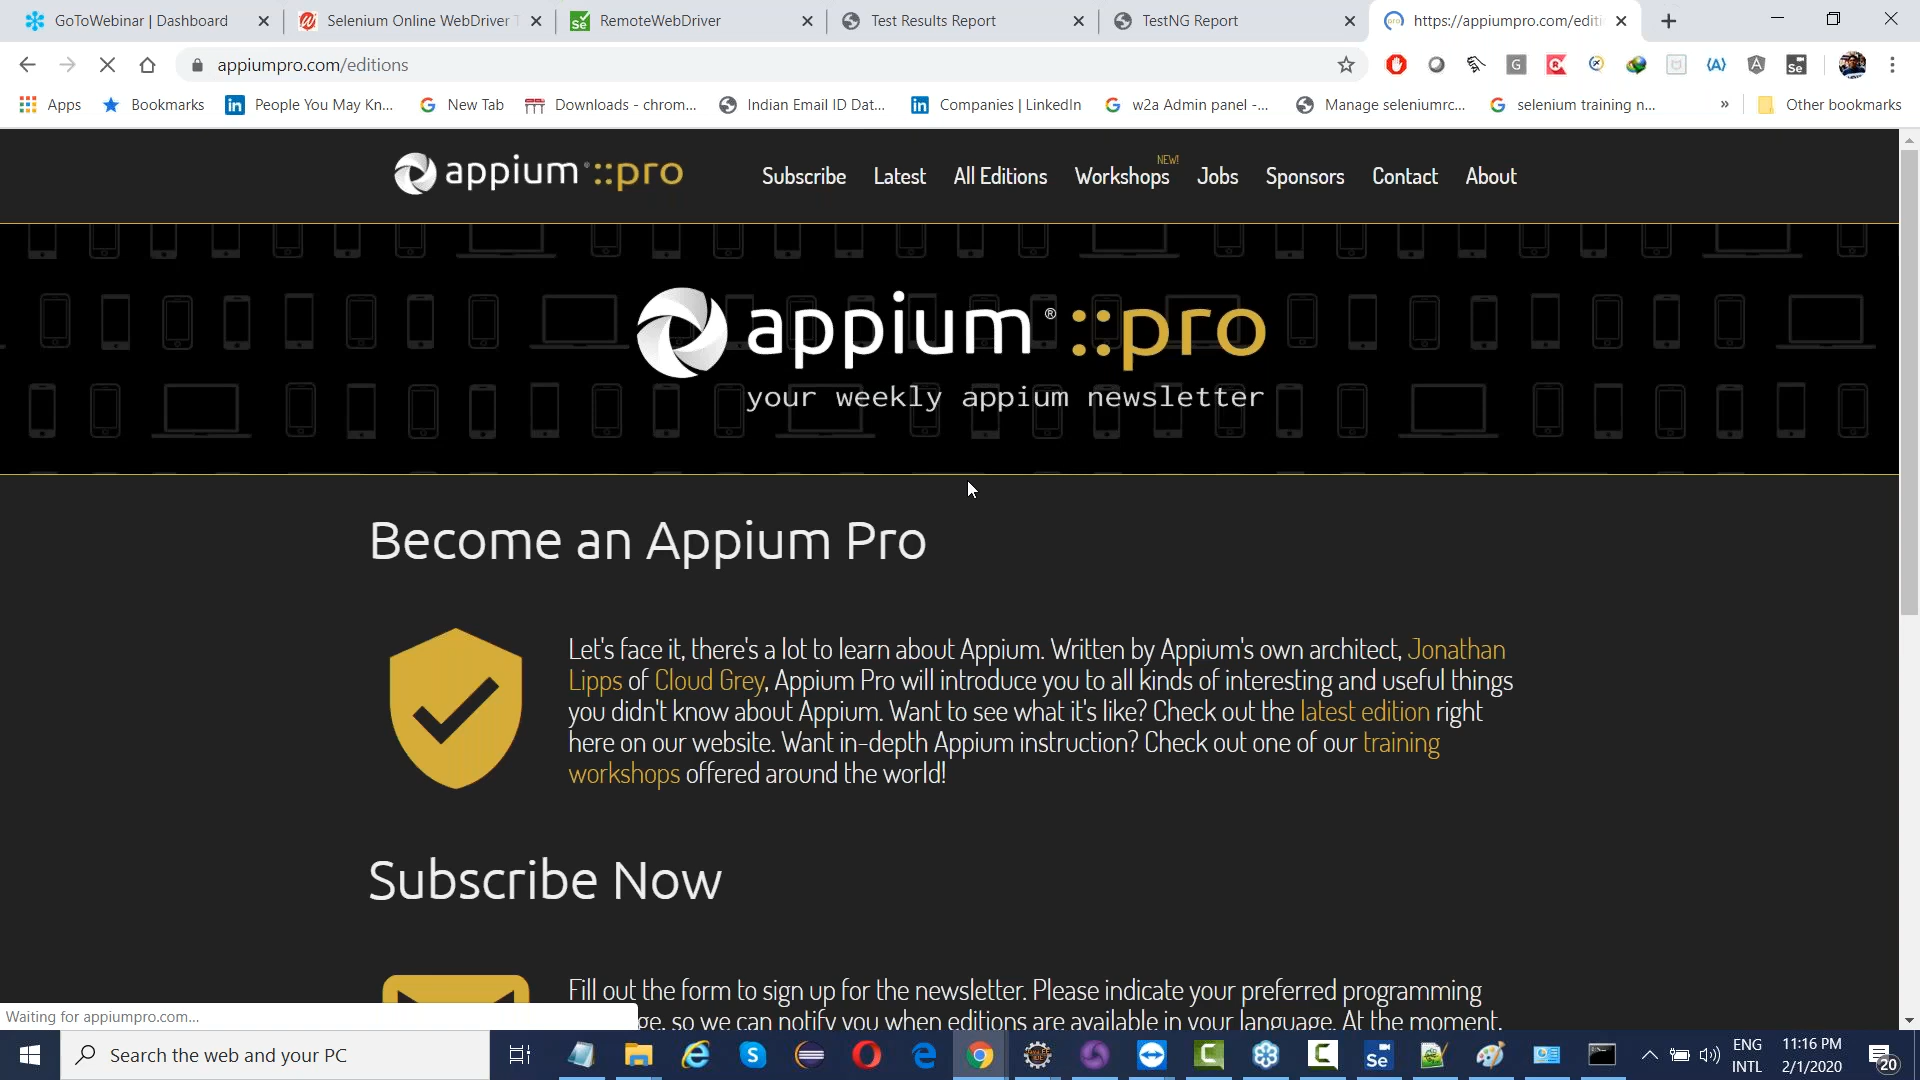 GoToWebinar | Dashboard
Selenium Online WebDriver T
RemoteWebDriver
Test Results Report
TestNG Report
https://appiumpro.com/editi
appiumpro.com/editions
Apps
Bookmarks
People You May Kn...
New Tab
Downloads - chrom...
Indian Email ID Dat...
Companies | LinkedIn
w2a Admin panel -...
Manage seleniumrc...
selenium training n...
»
Other bookmarks
appium® ::pro
Subscribe
Latest
All Editions
Workshops
NEW!
Jobs
Sponsors
Contact
About
appium® ::pro
your weekly appium newsletter
Become an Appium Pro
Let's face it, there's a lot to learn about Appium. Written by Appium's own architect, Jonathan
Lipps of Cloud Grey, Appium Pro will introduce you to all kinds of interesting and useful things
you didn't know about Appium. Want to see what it's like? Check out the latest edition right
here on our website. Want in-depth Appium instruction? Check out one of our training
workshops offered around the world!
Subscribe Now
Fill out the form to sign up for the newsletter. Please indicate your preferred programming
ge, so we can notify you when editions are available in your language. At the moment,
Waiting for appiumpro.com...
Search the web and your PC
ENG
INTL
11:16 PM
2/1/2020
20